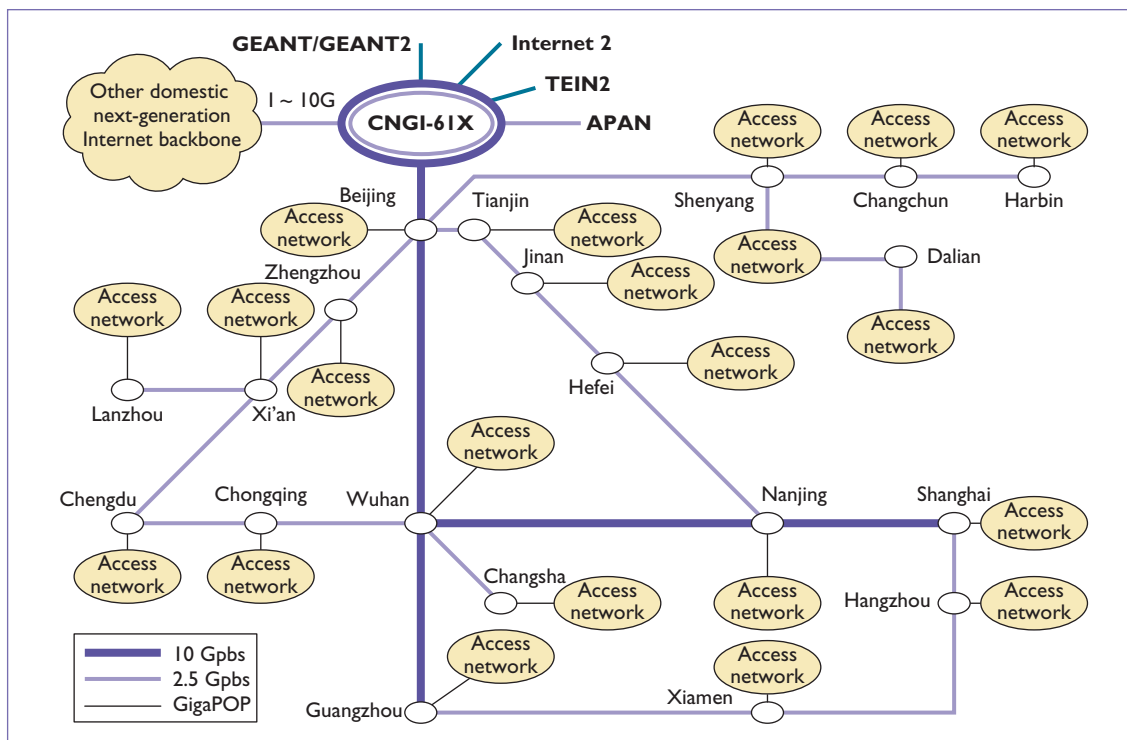 GEANT/GEANT2
Internet 2
TEIN2
Other domestic
next-generation
Internet backbone
1 ~ 10G
CNGI-61X
APAN
Access
network
Access
network
Access
network
Beijing
Tianjin
Shenyang
Changchun
Harbin
Access
network
Access
network
Jinan
Access
network
Dalian
Zhengzhou
Access
network
Access
network
Access
network
Access
network
Access
network
Access
network
Lanzhou
Xi'an
Hefei
Access
network
Chengdu
Chongqing
Wuhan
Nanjing
Shanghai
Access
network
Access
network
Access
network
Changsha
Access
network
Access
network
Hangzhou
Access
network
10 Gpbs
2.5 Gpbs
GigaPOP
Access
network
Access
network
Guangzhou
Xiamen